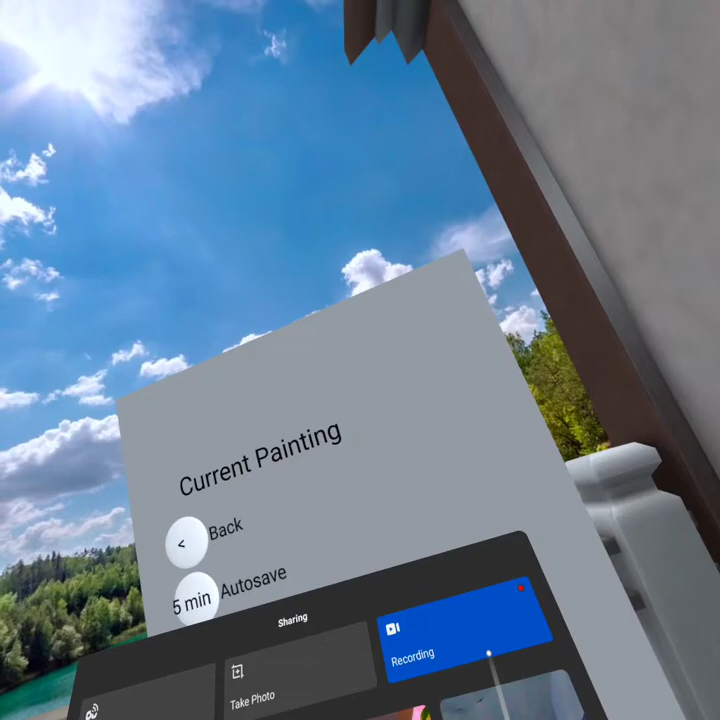 Current Painting
< Back
5 min Autosave
Sharing
Take Photo
Recording